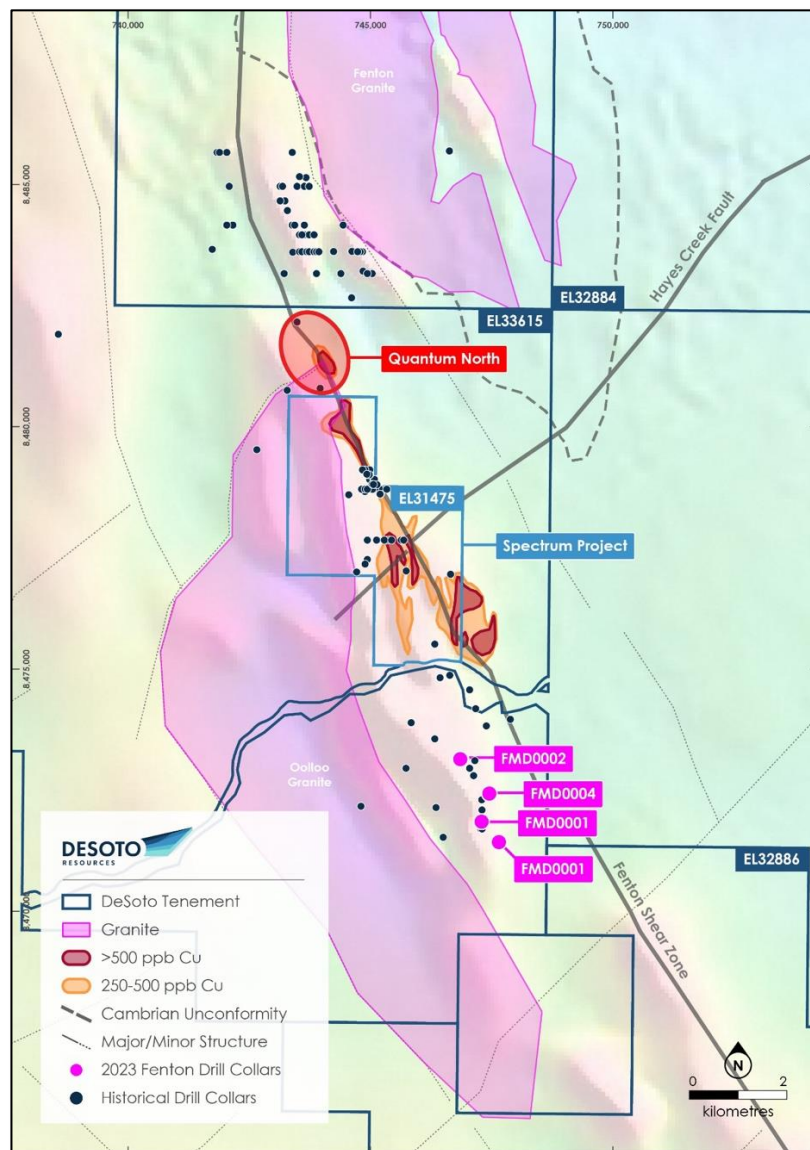 740,000
745,000
750,000
8,485,000
8,480,000
8,475,000
8,470,000
Fenton
Granite
Hayes Creek Fault
EL32884
EL33615
Quantum North
EL31475
Spectrum Project
Oolloo
Granite
FMD0002
FMD0004
FMD0001
FMD0001
EL32886
Fenton Shear Zone
DESOTO
RESOURCES
DeSoto Tenement
Granite
>500 ppb Cu
250-500 ppb Cu
Cambrian Unconformity
Major/Minor Structure
2023 Fenton Drill Collars
Historical Drill Collars
N
0 2
kilometres